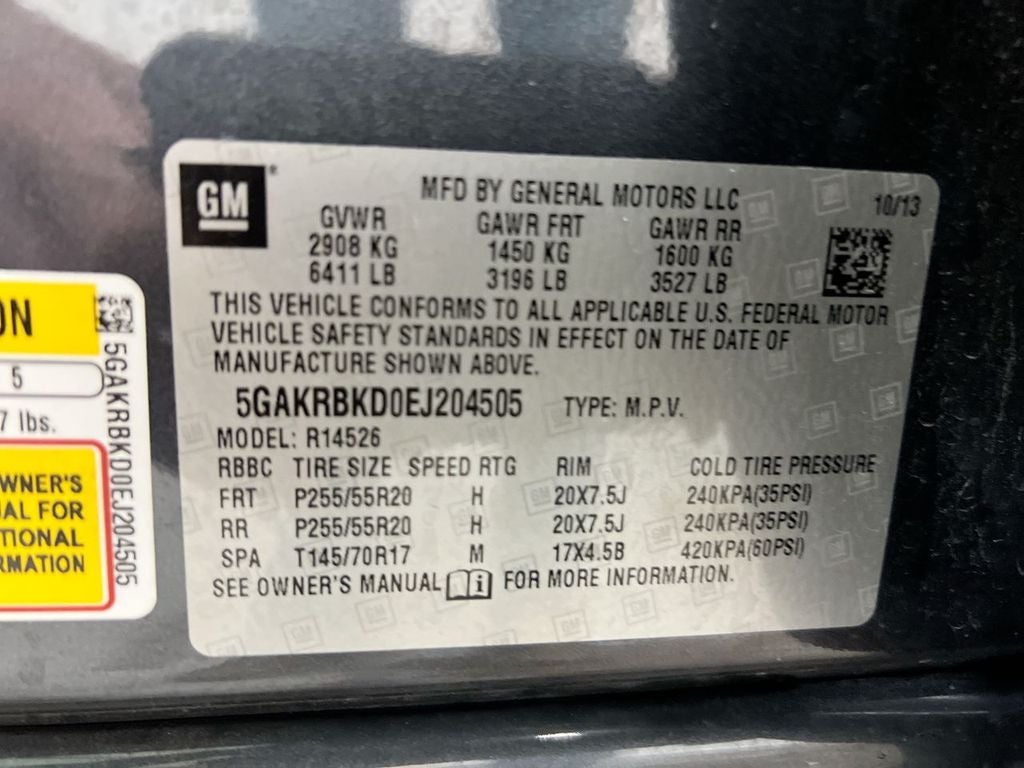 GM
MFD BY GENERAL MOTORS LLC
10/13
GVWR GAWR FRT GAWR RR
2908 KG 1450 KG 1600 KG
6411 LB 3196 LB 3527 LB
THIS VEHICLE CONFORMS TO ALL APPLICABLE U.S. FEDERAL MOTOR
VEHICLE SAFETY STANDARDS IN EFFECT ON THE DATE OF
MANUFACTURE SHOWN ABOVE.
5GAKRBKD0EJ204505 TYPE: M.P.V.
MODEL: R14526
RBBC TIRE SIZE SPEED RTG RIM COLD TIRE PRESSURE
FRT P255/55R20 H 20X7.5J 240KPA(35PSI)
RR P255/55R20 H 20X7.5J 240KPA(35PSI)
SPA T145/70R17 M 17X4.5B 420KPA(60PSI)
SEE OWNER'S MANUAL FOR MORE INFORMATION.
ON
5
7 lbs.
WNER'S
AL FOR
TIONAL
RMATION
5GAKRBKD0EJ204505